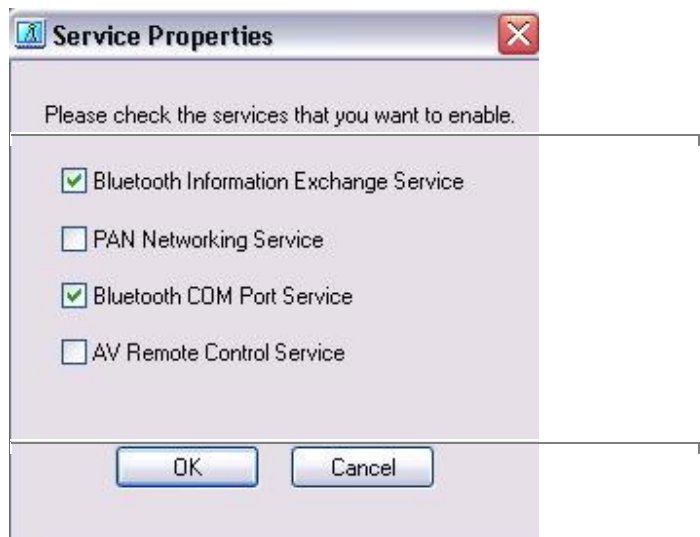 Service Properties
Please check the services that you want to enable.
Bluetooth Information Exchange Service
PAN Networking Service
Bluetooth COM Port Service
AV Remote Control Service
OK Cancel